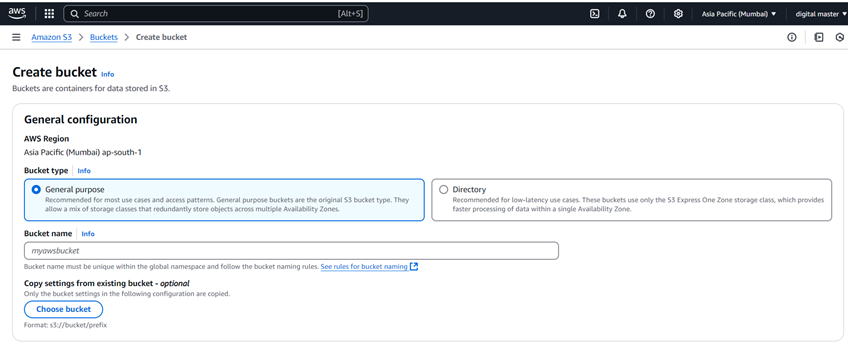 aws
Search [Alt+S] Asia Pacific (Mumbai) digital master
Amazon S3 > Buckets > Create bucket
Create bucket Info
Buckets are containers for data stored in S3.
General configuration
AWS Region
Asia Pacific (Mumbai) ap-south-1
Bucket type Info
General purpose
Recommended for most use cases and access patterns. General purpose buckets are the original S3 bucket type. They
allow a mix of storage classes that redundantly store objects across multiple Availability Zones.
Directory
Recommended for low-latency use cases. These buckets use only the S3 Express One Zone storage class, which provides
faster processing of data within a single Availability Zone.
Bucket name Info
myawsbucket
Bucket name must be unique within the global namespace and follow the bucket naming rules. See rules for bucket naming
Copy settings from existing bucket - optional
Only the bucket settings in the following configuration are copied.
Choose bucket
Format: s3://bucket/prefix